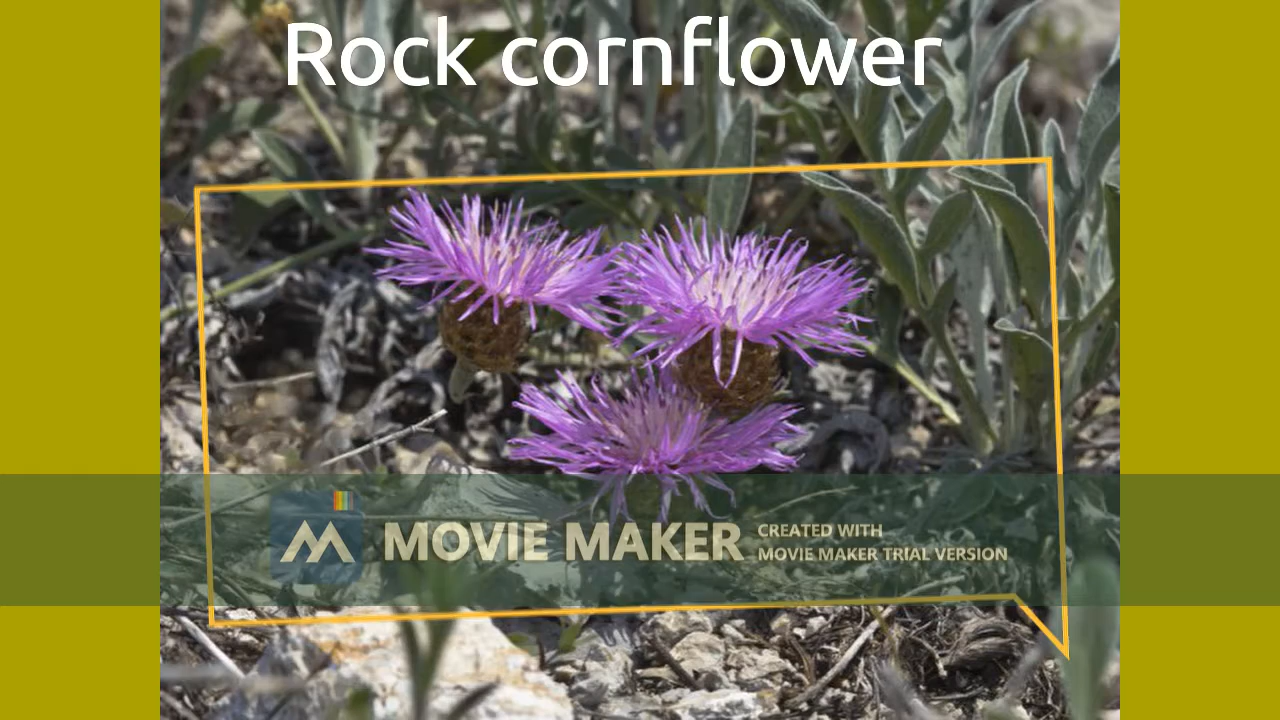 Rock cornflower
MOVIE MAKER
CREATED WITH
MOVIE MAKER TRIAL VERSION